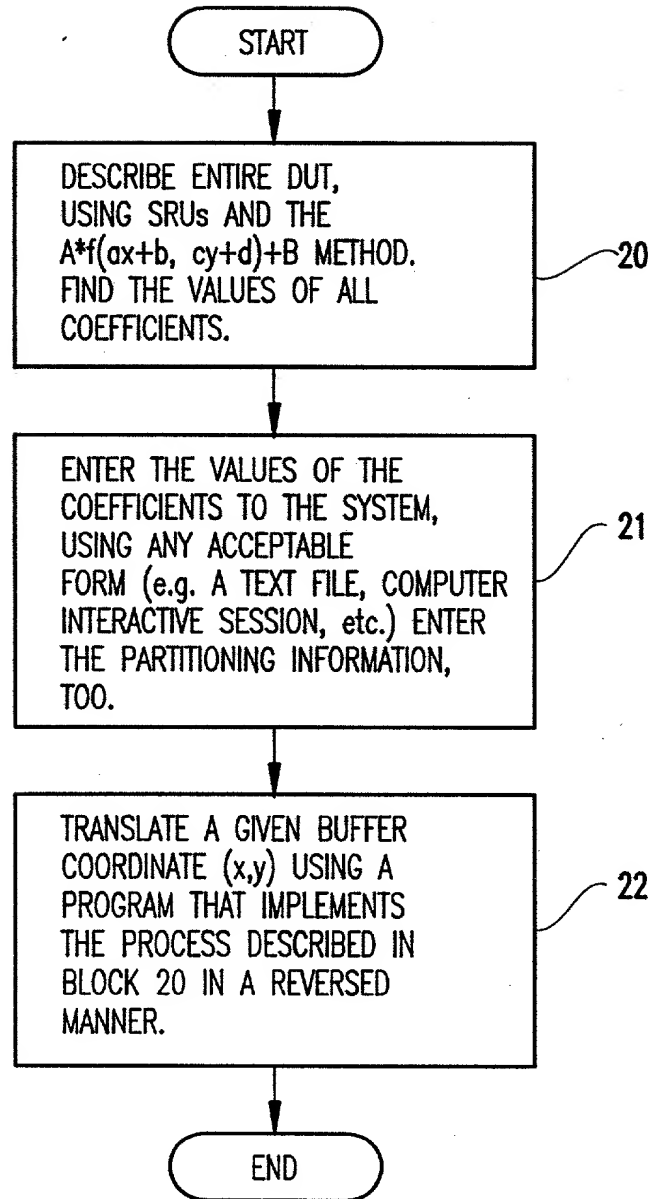 START
DESCRIBE ENTIRE DUT,
USING SRUs AND THE
A*f(ax+b, cy+d)+B METHOD.
FIND THE VALUES OF ALL
COEFFICIENTS.
20
ENTER THE VALUES OF THE
COEFFICIENTS TO THE SYSTEM,
USING ANY ACCEPTABLE
FORM (e.g. A TEXT FILE, COMPUTER
INTERACTIVE SESSION, etc.) ENTER
THE PARTITIONING INFORMATION,
TOO.
21
TRANSLATE A GIVEN BUFFER
COORDINATE (x,y) USING A
PROGRAM THAT IMPLEMENTS
THE PROCESS DESCRIBED IN
BLOCK 20 IN A REVERSED
MANNER.
22
END